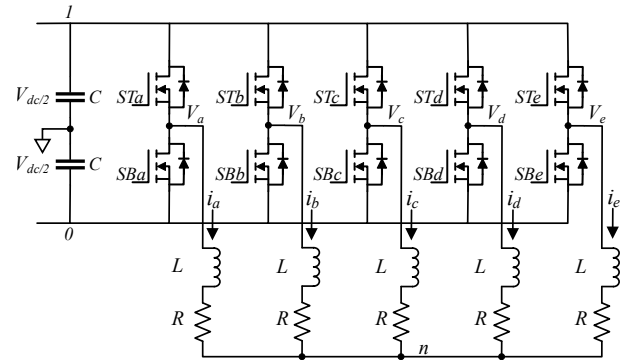 1
STa STb STc STd STe
V_dc/2 C
V_a V_b V_c V_d V_e
V_dc/2 C
SBa SBb SBc SBd SBe
i_a i_b i_c i_d i_e
0
L L L L L
R R R R R
n